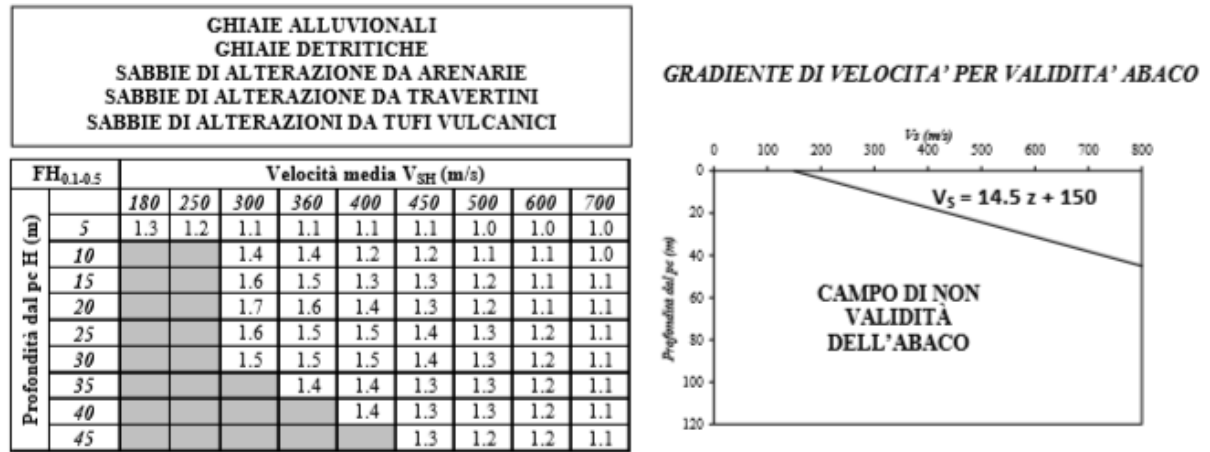 GHIAIE ALLUVIONALI
GHIAIE DETRITICHE
SABBIE DI ALTERAZIONE DA ARENARIE
SABBIE DI ALTERAZIONE DA TRAVERTINI
SABBIE DI ALTERAZIONI DA TUFI VULCANICI
FH0.1-0.5 Velocità media VSH (m/s)
180 250 300 360 400 450 500 600 700
Profondità dal pc H (m)
5 1.3 1.2 1.1 1.1 1.1 1.1 1.0 1.0 1.0
10 1.4 1.4 1.2 1.2 1.1 1.1 1.0
15 1.6 1.5 1.3 1.3 1.2 1.1 1.1
20 1.7 1.6 1.4 1.3 1.2 1.1 1.1
25 1.6 1.5 1.5 1.4 1.3 1.2 1.1
30 1.5 1.5 1.5 1.4 1.3 1.2 1.1
35 1.4 1.4 1.3 1.3 1.2 1.1
40 1.4 1.3 1.3 1.2 1.1
45 1.3 1.2 1.2 1.1
GRADIENTE DI VELOCITA' PER VALIDITA' ABACO
Vs (m/s)
0 100 200 300 400 500 600 700 800
Profondità dal pc (m)
0
20
40
60
80
100
120
VS = 14.5 z + 150
CAMPO DI NON
VALIDITÀ
DELL'ABACO